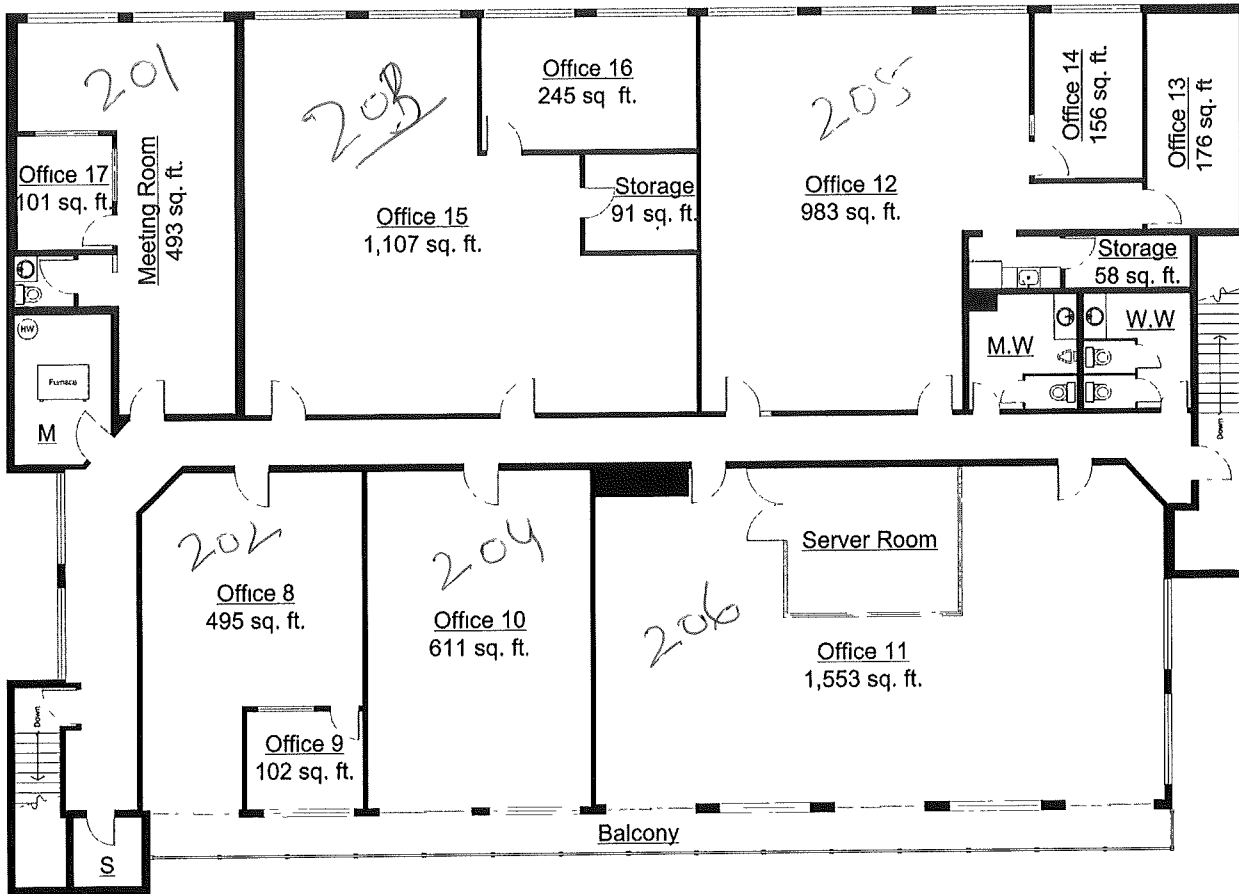 201
203
Office 16
245 sq ft.
205
Office 14
156 sq. ft.
Office 13
176 sq. ft
Office 17
101 sq. ft.
Meeting Room
493 sq. ft.
Office 15
1,107 sq. ft.
Storage
91 sq. ft.
Office 12
983 sq. ft.
Storage
58 sq. ft.
HW
Furnace
M
M.W
W.W
Down
202
Office 8
495 sq. ft.
204
Office 10
611 sq. ft.
206
Server Room
Office 11
1,553 sq. ft.
Down
Office 9
102 sq. ft.
Balcony
S